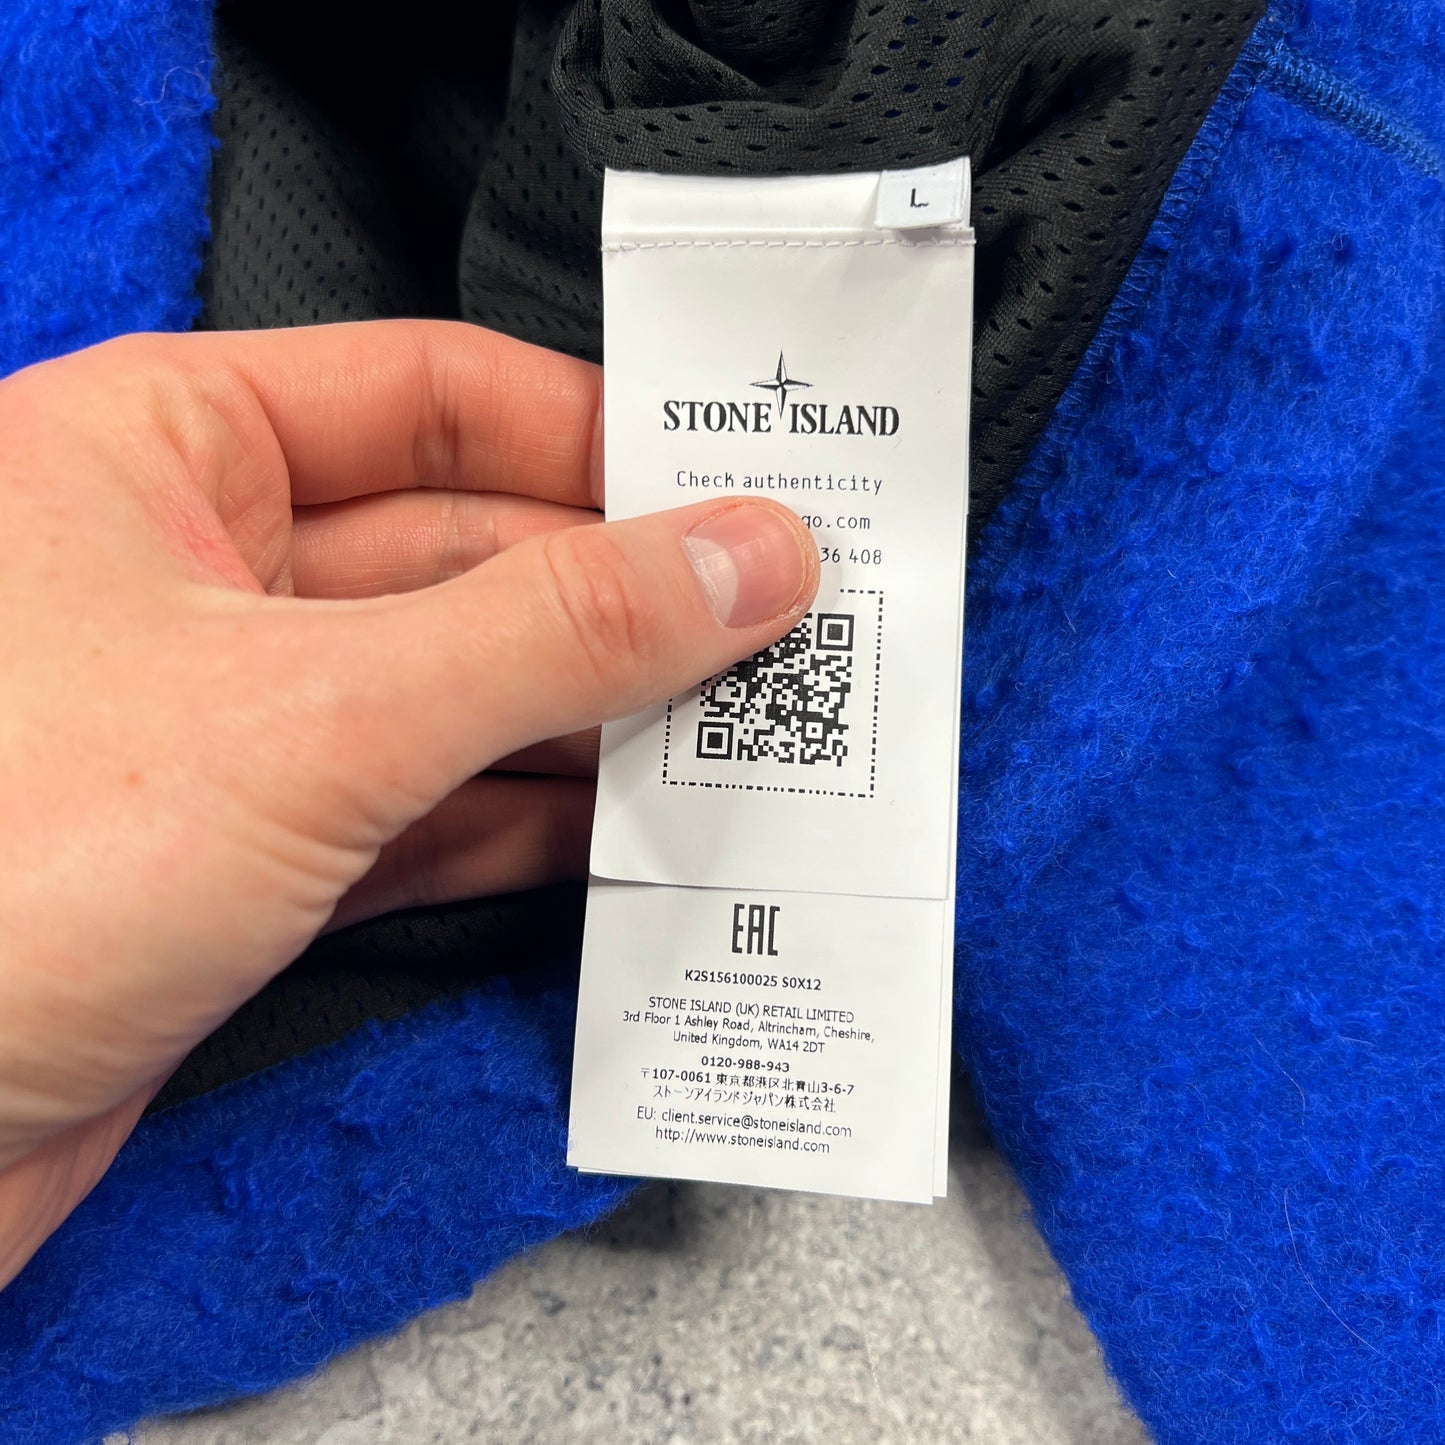 L
STONE ISLAND
Check authenticity
go.com
36 408
EAC
K2S156100025 S0X12
STONE ISLAND (UK) RETAIL LIMITED
3rd Floor 1 Ashley Road, Altrincham, Cheshire,
United Kingdom, WA14 2DT
0120-988-943
〒107-0061 東京都港区北青山3-6-7
ストーンアイランドジャパン株式会社
EU: client.service@stoneisland.com
http://www.stoneisland.com